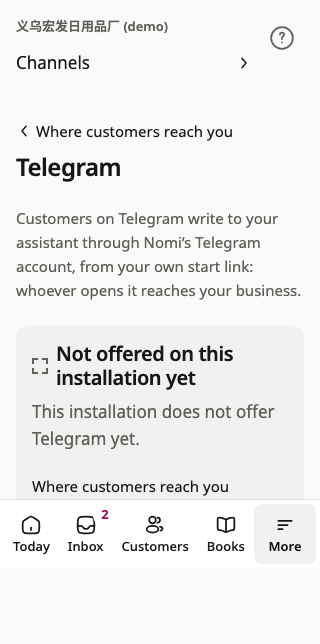 义乌宏发日用品厂 (demo)
Channels
Where customers reach you
Telegram
Customers on Telegram write to your
assistant through Nomi’s Telegram
account, from your own start link:
whoever opens it reaches your business.
Not offered on this
installation yet
This installation does not offer
Telegram yet.
Where customers reach you
2
Today Inbox Customers Books More